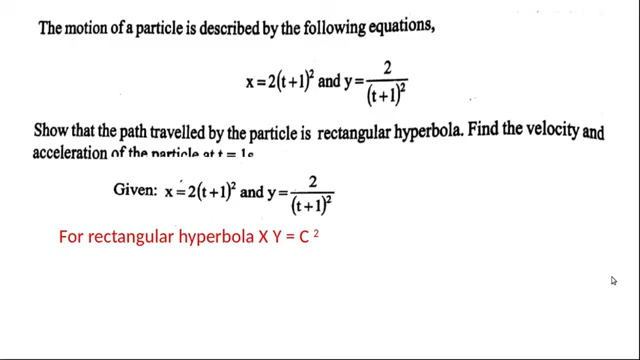 The motion of a particle is described by the following equations,
x = 2(t+1)² and y = 2/(t+1)²
Show that the path travelled by the particle is rectangular hyperbola. Find the velocity and
acceleration of the particle at t = 1s
Given: x = 2(t+1)² and y = 2/(t+1)²
For rectangular hyperbola X Y = C ²